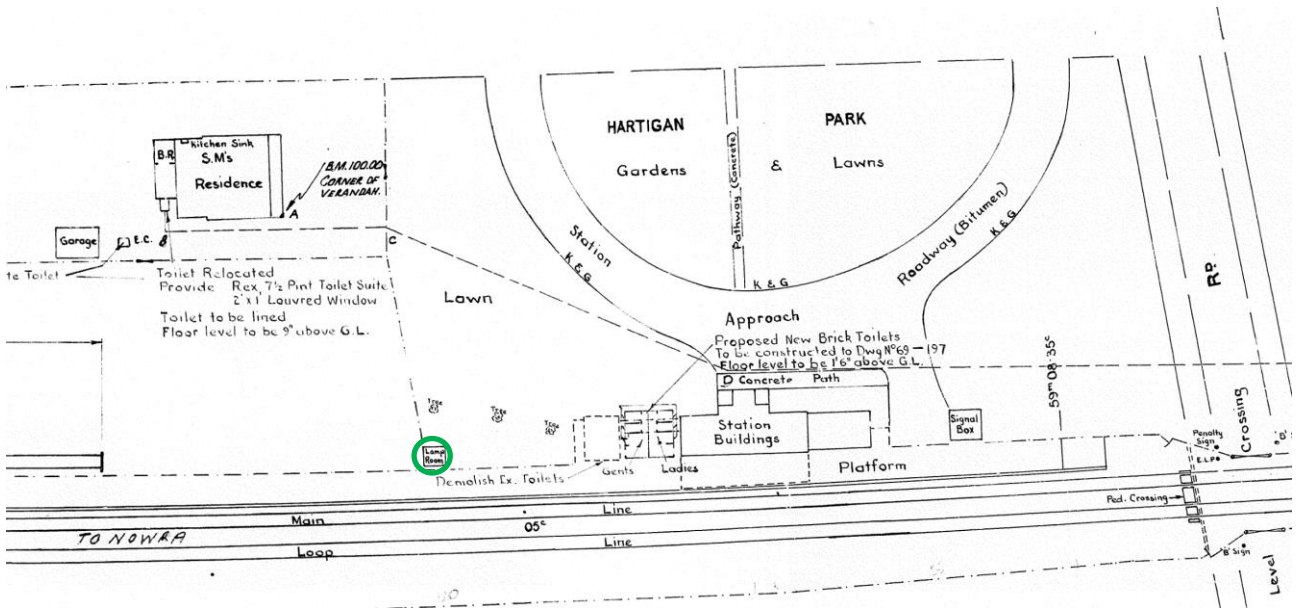 HARTIGAN PARK
Gardens & Lawns
Pathway (Concrete)
Kitchen Sink
B.R.
S.M's
Residence
B.M. 100.00
CORNER OF
VERANDAH.
A
B
C
Garage
E.C.
te Toilet
Toilet Relocated
Provide Rex 7½ Pint Toilet Suite
2'x1' Louvred Window
Toilet to be lined
Floor level to be 9" above G.L.
Station
K & G
K & G
Roadway (Bitumen)
K & G
RD.
Lawn
Approach
Proposed New Brick Toilets
To be constructed to Dwg Nº 69-197
Floor level to be 1'6" above G.L.
D Concrete Path
59m 08·35c
Tree
Tree
Tree
Lamp
Room
Station
Buildings
Signal
Box
Platform
Gents
Ladies
Demolish Ex. Toilets
Penalty
Sign
E.L.P.
Crossing
Ped. Crossing
Main Line
05c
TO NOWRA
Loop Line
'B' Sign
Level